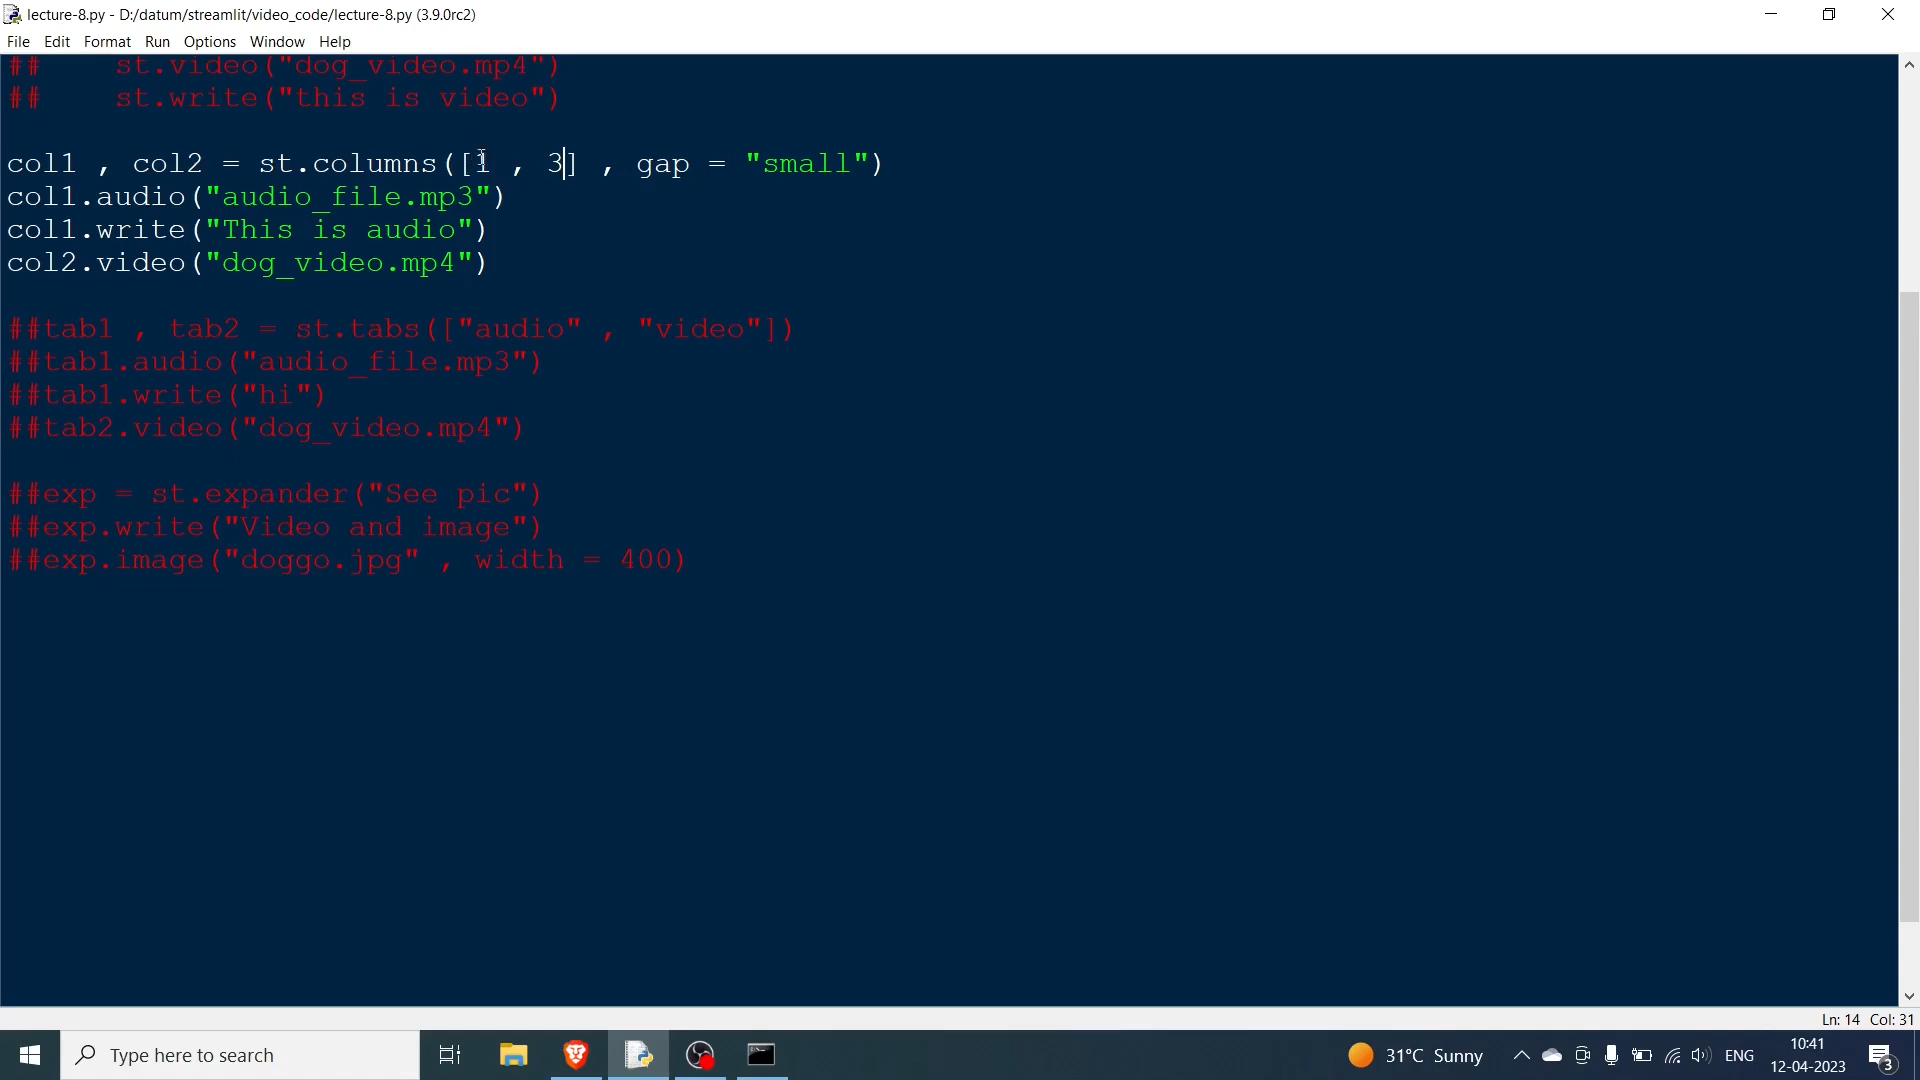 lecture-8.py - D:/datum/streamlit/video_code/lecture-8.py (3.9.0rc2)
File Edit Format Run Options Window Help
##    st.video("dog_video.mp4")
##    st.write("this is video")
col1 , col2 = st.columns([1 , 3] , gap = "small")
col1.audio("audio_file.mp3")
col1.write("This is audio")
col2.video("dog_video.mp4")
##tab1 , tab2 = st.tabs(["audio" , "video"])
##tab1.audio("audio_file.mp3")
##tab1.write("hi")
##tab2.video("dog_video.mp4")
##exp = st.expander("See pic")
##exp.write("Video and image")
##exp.image("doggo.jpg" , width = 400)
Ln: 14 Col: 31
Type here to search
31°C Sunny
ENG
10:41
12-04-2023
3